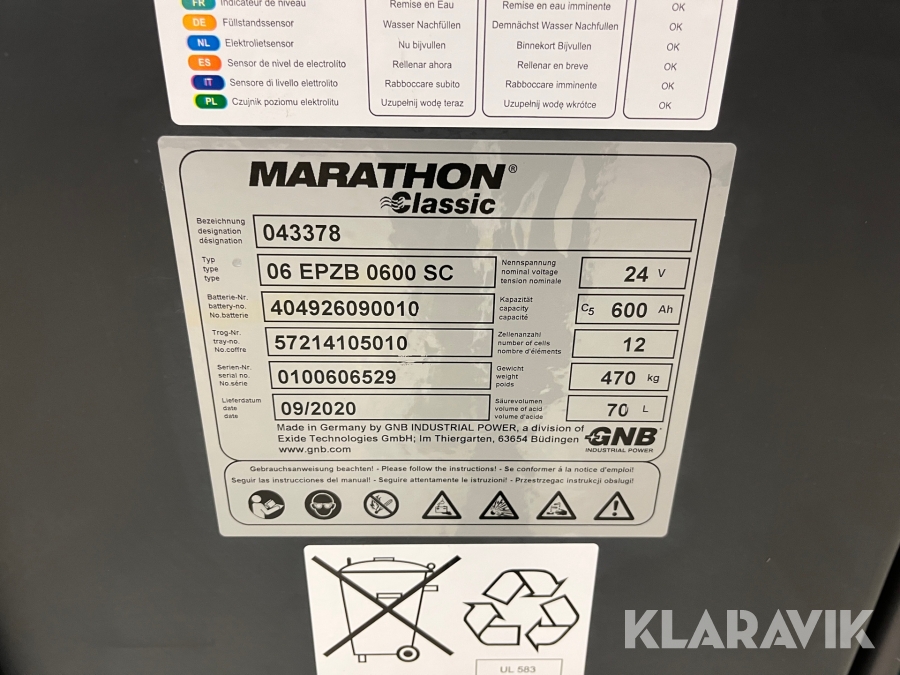 FR Indicateur de niveau Remise en Eau Remise en eau imminente OK
DE Füllstandssensor Wasser Nachfüllen Demnächst Wasser Nachfullen OK
NL Elektrolietsensor Nu bijvullen Binnekort Bijvullen OK
ES Sensor de nivel de electolito Rellenar ahora Rellenar en breve OK
IT Sensore di livello elettrolito Rabboccare subito Rabboccare imminente OK
PL Czujnik poziomu elektrolitu Uzupełnij wodę teraz Uzupełnij wodę wkrótce OK
MARATHON®
Classic
Bezeichnung
designation
désignation
043378
Typ
type
type
06 EPZB 0600 SC
Nennspannung
nominal voltage
tension nominale
24 V
Batterie-Nr.
battery-no.
No.batterie
404926090010
Kapazität
capacity
capacité
C5 600 Ah
Trog-Nr.
tray-no.
No.coffre
57214105010
Zellenanzahl
number of cells
nombre d'éléments
12
Serien-Nr.
serial no.
No.série
0100606529
Gewicht
weight
poids
470 kg
Lieferdatum
date
date
09/2020
Säurevolumen
volume of acid
volume d'acide
70 L
Made in Germany by GNB INDUSTRIAL POWER, a division of
Exide Technologies GmbH; Im Thiergarten, 63654 Büdingen
www.gnb.com
GNB
INDUSTRIAL POWER
Gebrauchsanweisung beachten! - Please follow the instructions! - Se conformer à la notice d'emploi!
Seguir las instrucciones del manual! - Seguire attentamente le istruzioni! - Przestrzegac instrukcji obslugi!
UL 583
KLARAVIK